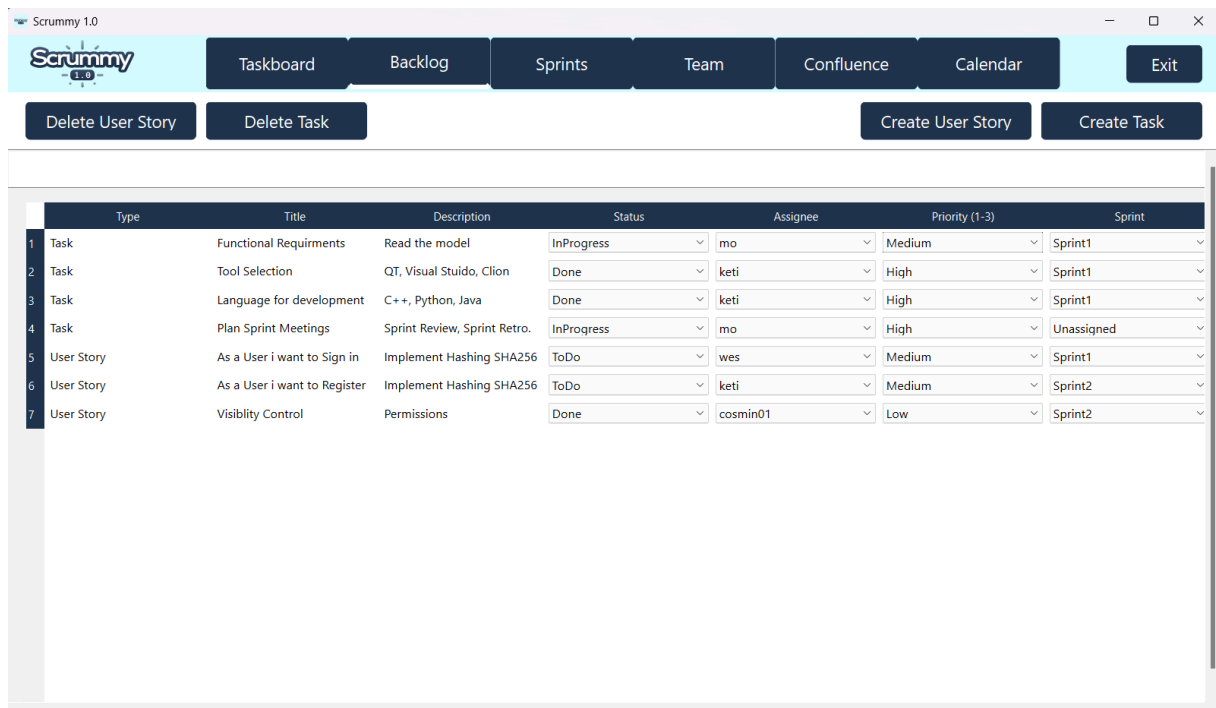 Scrummy 1.0
Scrummy
1.0
Taskboard Backlog Sprints Team Confluence Calendar Exit
Delete User Story Delete Task Create User Story Create Task
Type Title Description Status Assignee Priority (1-3) Sprint
1 Task Functional Requirments Read the model InProgress mo Medium Sprint1
2 Task Tool Selection QT, Visual Stuido, Clion Done keti High Sprint1
3 Task Language for development C++, Python, Java Done keti High Sprint1
4 Task Plan Sprint Meetings Sprint Review, Sprint Retro. InProgress mo High Unassigned
5 User Story As a User i want to Sign in Implement Hashing SHA256 ToDo wes Medium Sprint1
6 User Story As a User i want to Register Implement Hashing SHA256 ToDo keti Medium Sprint2
7 User Story Visiblity Control Permissions Done cosmin01 Low Sprint2